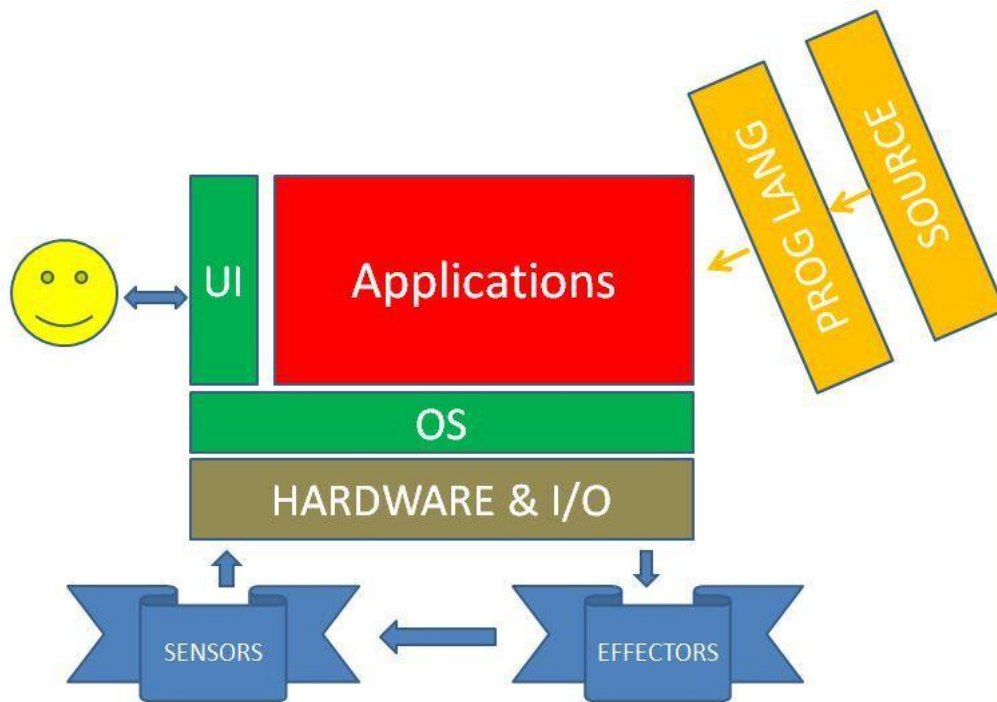 UI
Applications
PROG LANG
SOURCE
OS
HARDWARE & I/O
SENSORS
EFFECTORS